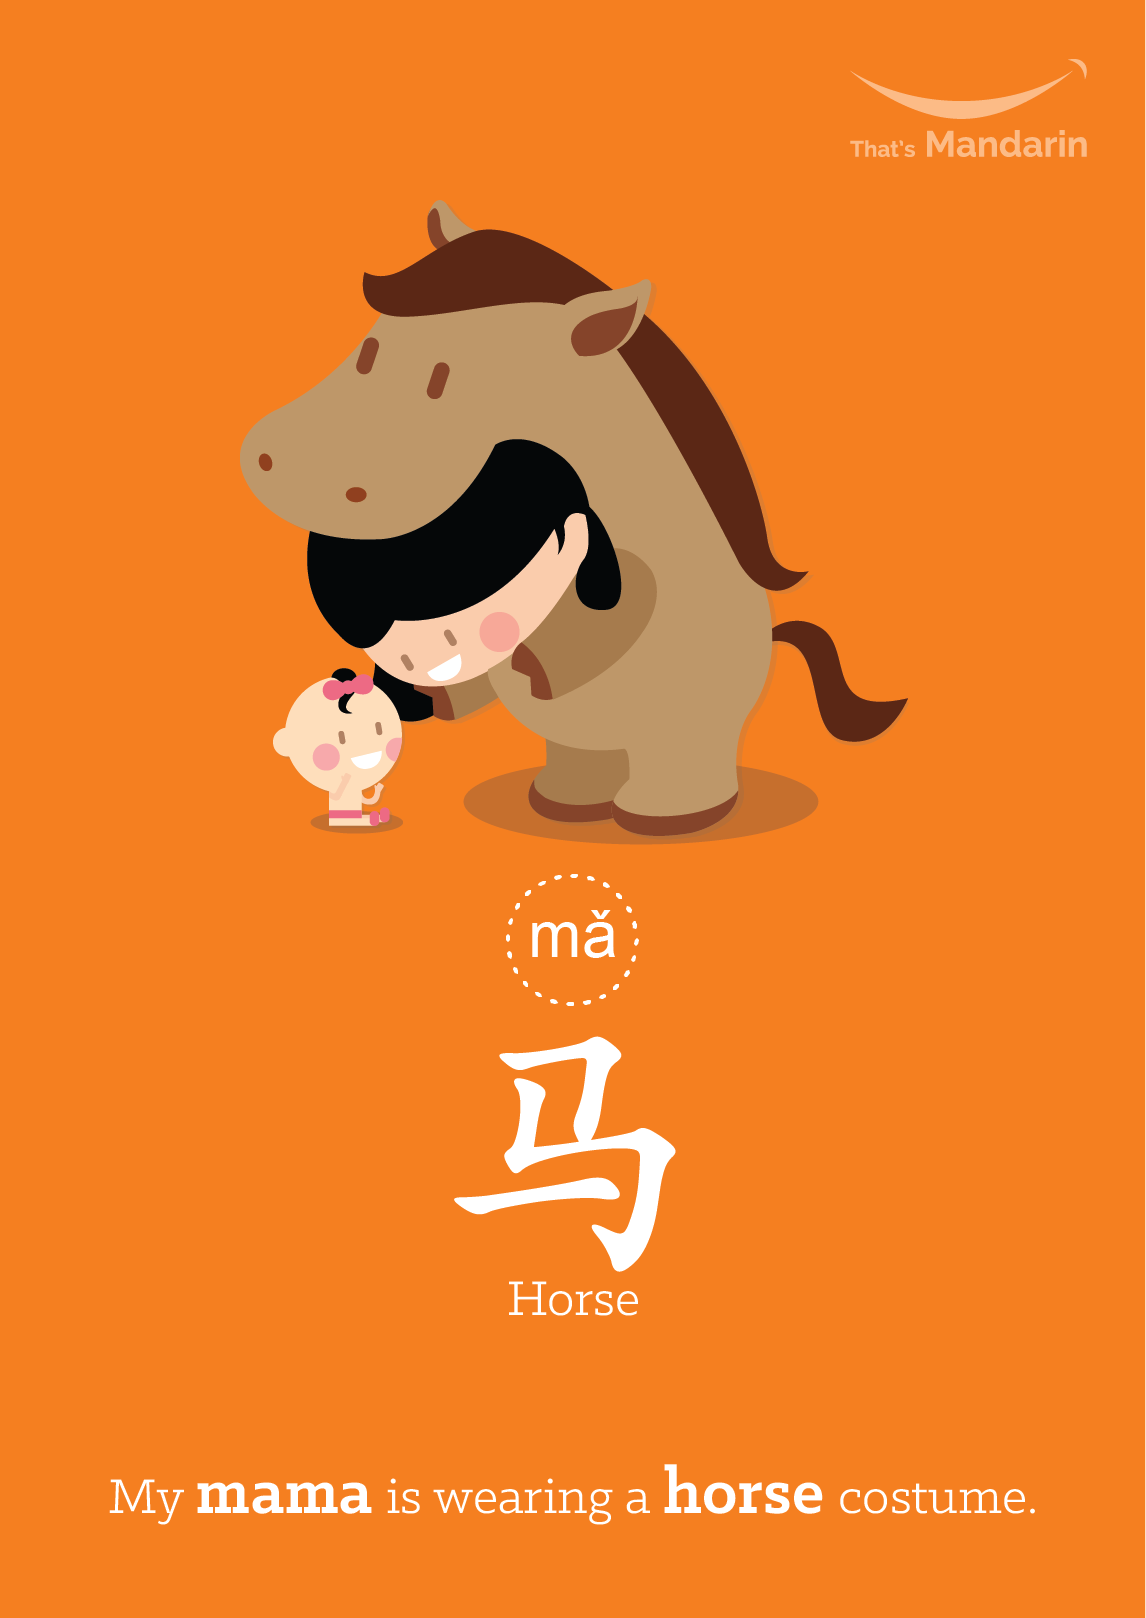 That's Mandarin
mǎ
马
Horse
My mama is wearing a horse costume.